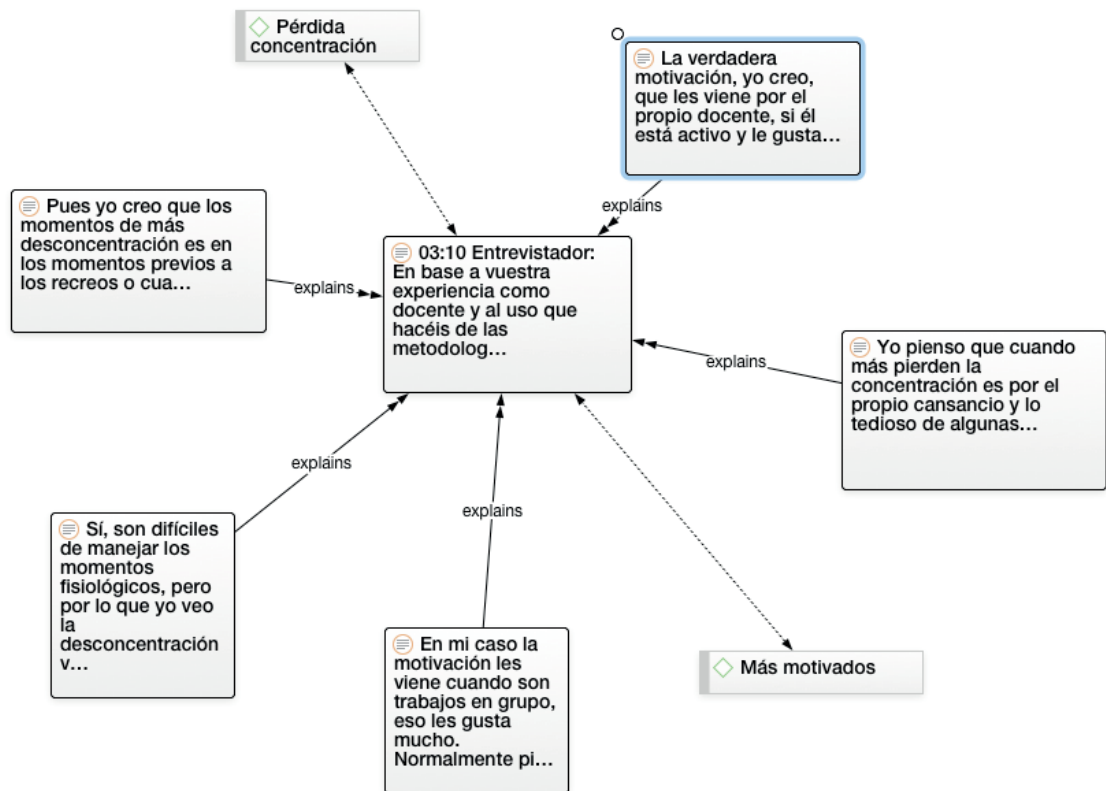 Pérdida
concentración
La verdadera
motivación, yo creo,
que les viene por el
propio docente, si él
está activo y le gusta...
explains
Pues yo creo que los
momentos de más
desconcentración es en
los momentos previos a
los recreos o cua...
explains
03:10 Entrevistador:
En base a vuestra
experiencia como
docente y al uso que
hacéis de las
metodolog...
explains
Yo pienso que cuando
más pierden la
concentración es por el
propio cansancio y lo
tedioso de algunas...
explains
Sí, son difíciles
de manejar los
momentos
fisiológicos, pero
por lo que yo veo
la
desconcentración
v...
explains
En mi caso la
motivación les
viene cuando son
trabajos en grupo,
eso les gusta
mucho.
Normalmente pi...
Más motivados